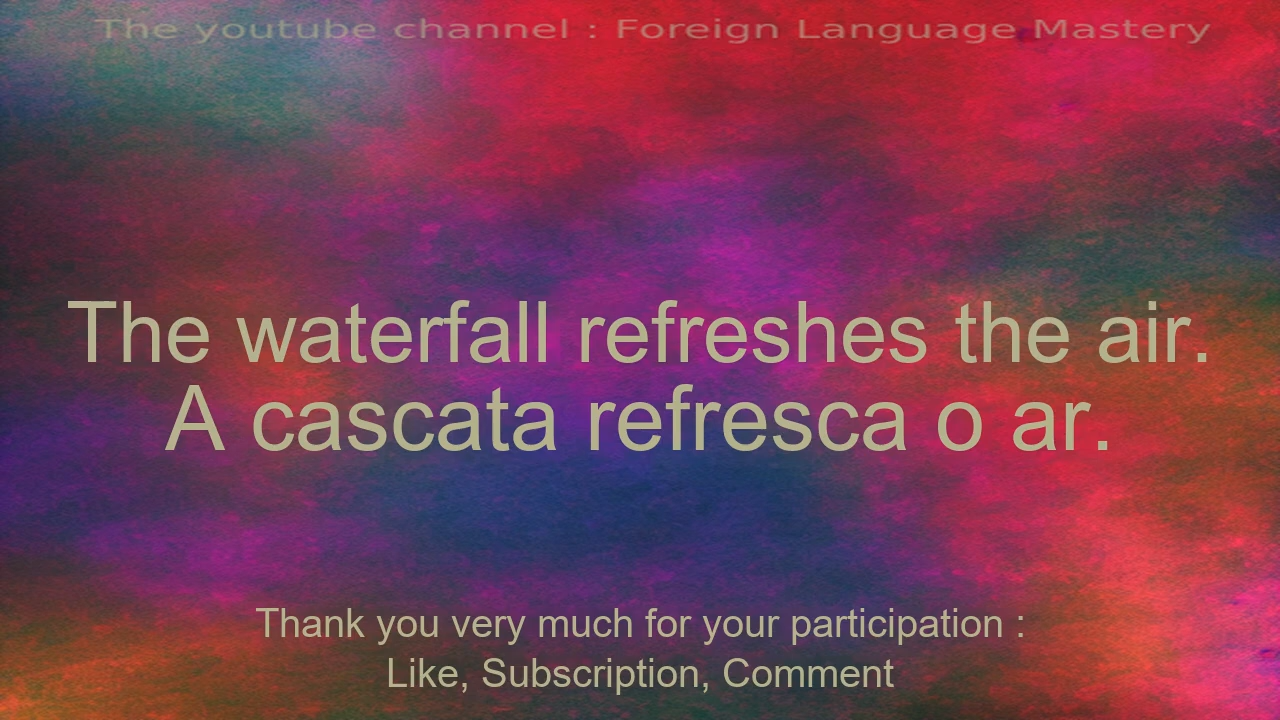 The youtube channel : Foreign Language Mastery
The waterfall refreshes the air.
A cascata refresca o ar.
Thank you very much for your participation :
Like, Subscription, Comment